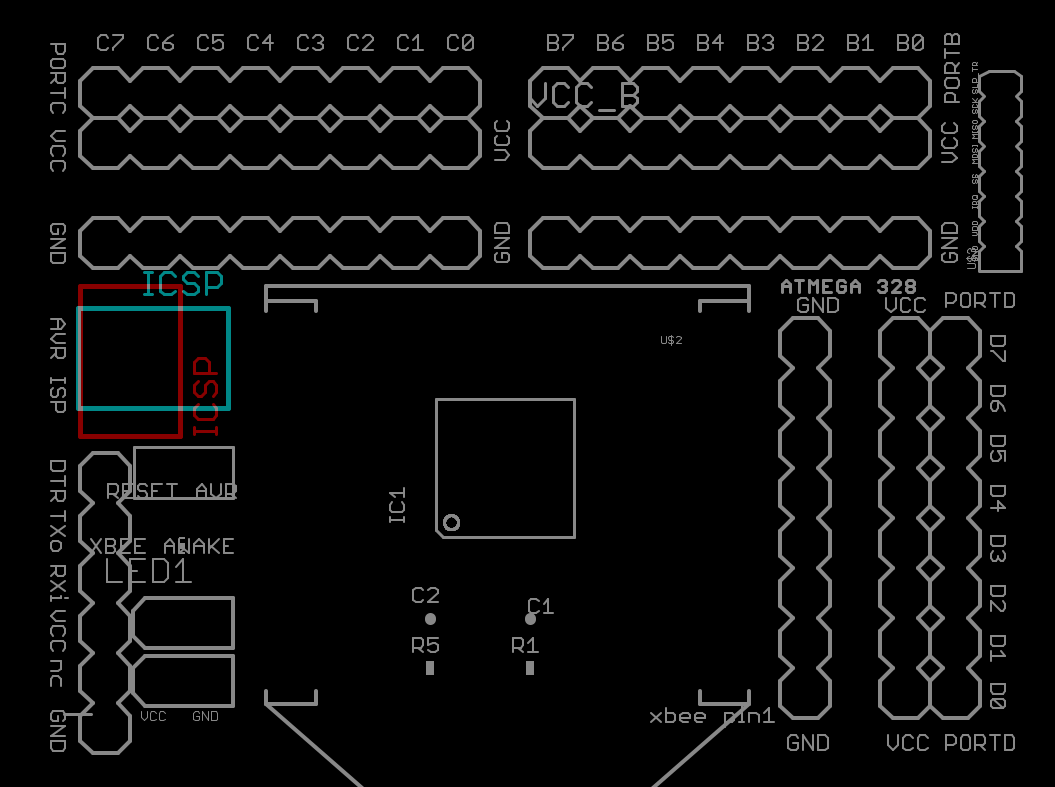 C7 C6 C5 C4 C3 C2 C1 C0
B7 B6 B5 B4 B3 B2 B1 B0
PORTC
PORTB
VCC_B
VCC
VCC
VCC
SLP_TR
SCK
MISO
MOSI
SS
IRQ
VDD
GND
GND
GND
GND
U$2
ICSP
ICSP
AVR ISP
ATMEGA 328
GND VCC PORTD
U$2
D7
D6
D5
D4
D3
D2
D1
D0
IC1
DTR
TXo
RXi
VCC
nc
GND
RESET AVR
XBEE AWAKE
LED1
C2 C1
R5 R1
VCC GND
xbee pin1
GND VCC PORTD